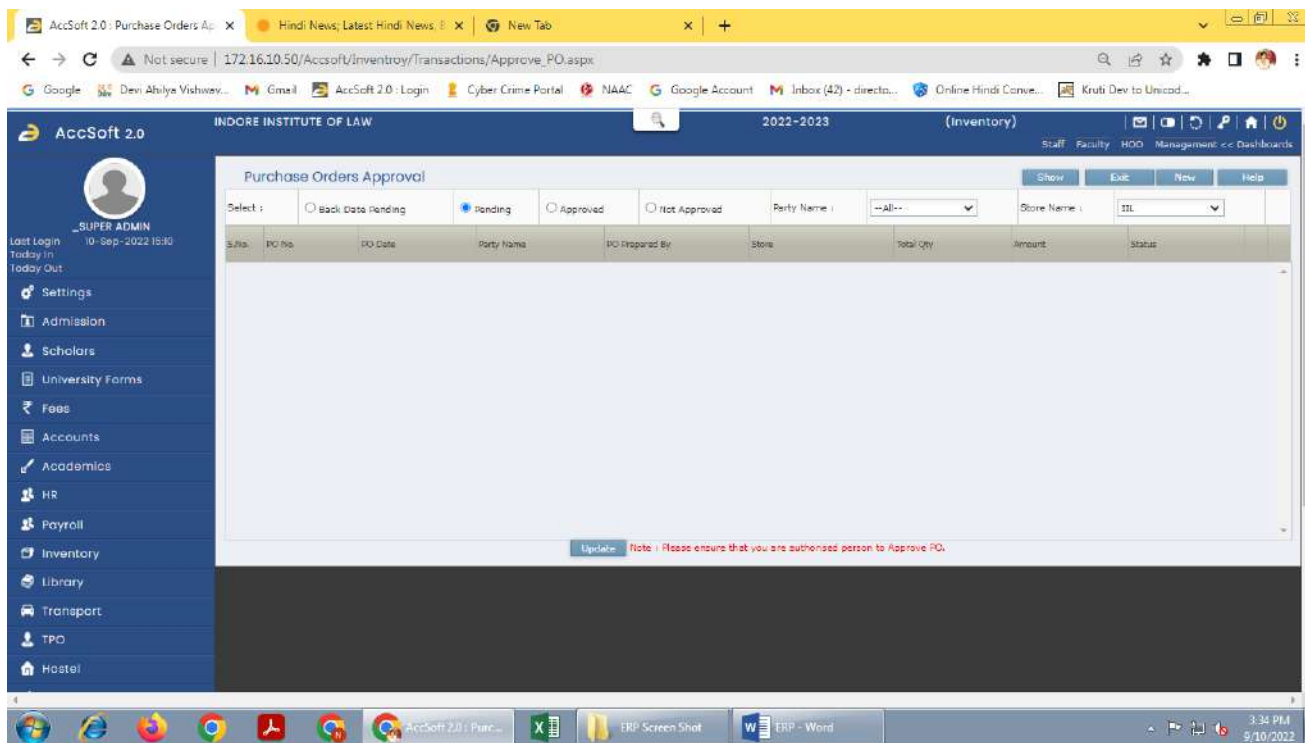 AccSoft 2.0 : Purchase Orders Ap
Hindi News; Latest Hindi News,
New Tab
Not secure
172.16.10.50/Accsoft/Inventroy/Transactions/Approve_PO.aspx
Google
Devi Ahilya Vishwav...
Gmail
AccSoft 2.0 : Login
Cyber Crime Portal
NAAC
Google Account
Inbox (42) - directo...
Online Hindi Conve...
Kruti Dev to Unicod...
AccSoft 2.0
INDORE INSTITUTE OF LAW
2022-2023
(Inventory)
Staff Faculty HOD Management << Dashboards
_SUPER ADMIN
Last Login 10-Sep-2022 15:10
Today In
Today Out
Settings
Admission
Scholars
University Forms
Fees
Accounts
Academics
HR
Payroll
Inventory
Library
Transport
TPO
Hostel
Purchase Orders Approval
Show Exit New Help
Select : Back Date Pending Pending Approved Not Approved Party Name : --All-- Store Name : IIL
S.No. PO No. PO Date Party Name PO Prepared By Store Total Qty Amount Status
Update Note : Please ensure that you are authorised person to Approve PO.
AccSoft 2.0 : Purc...
ERP Screen Shot
ERP - Word
3:34 PM
9/10/2022